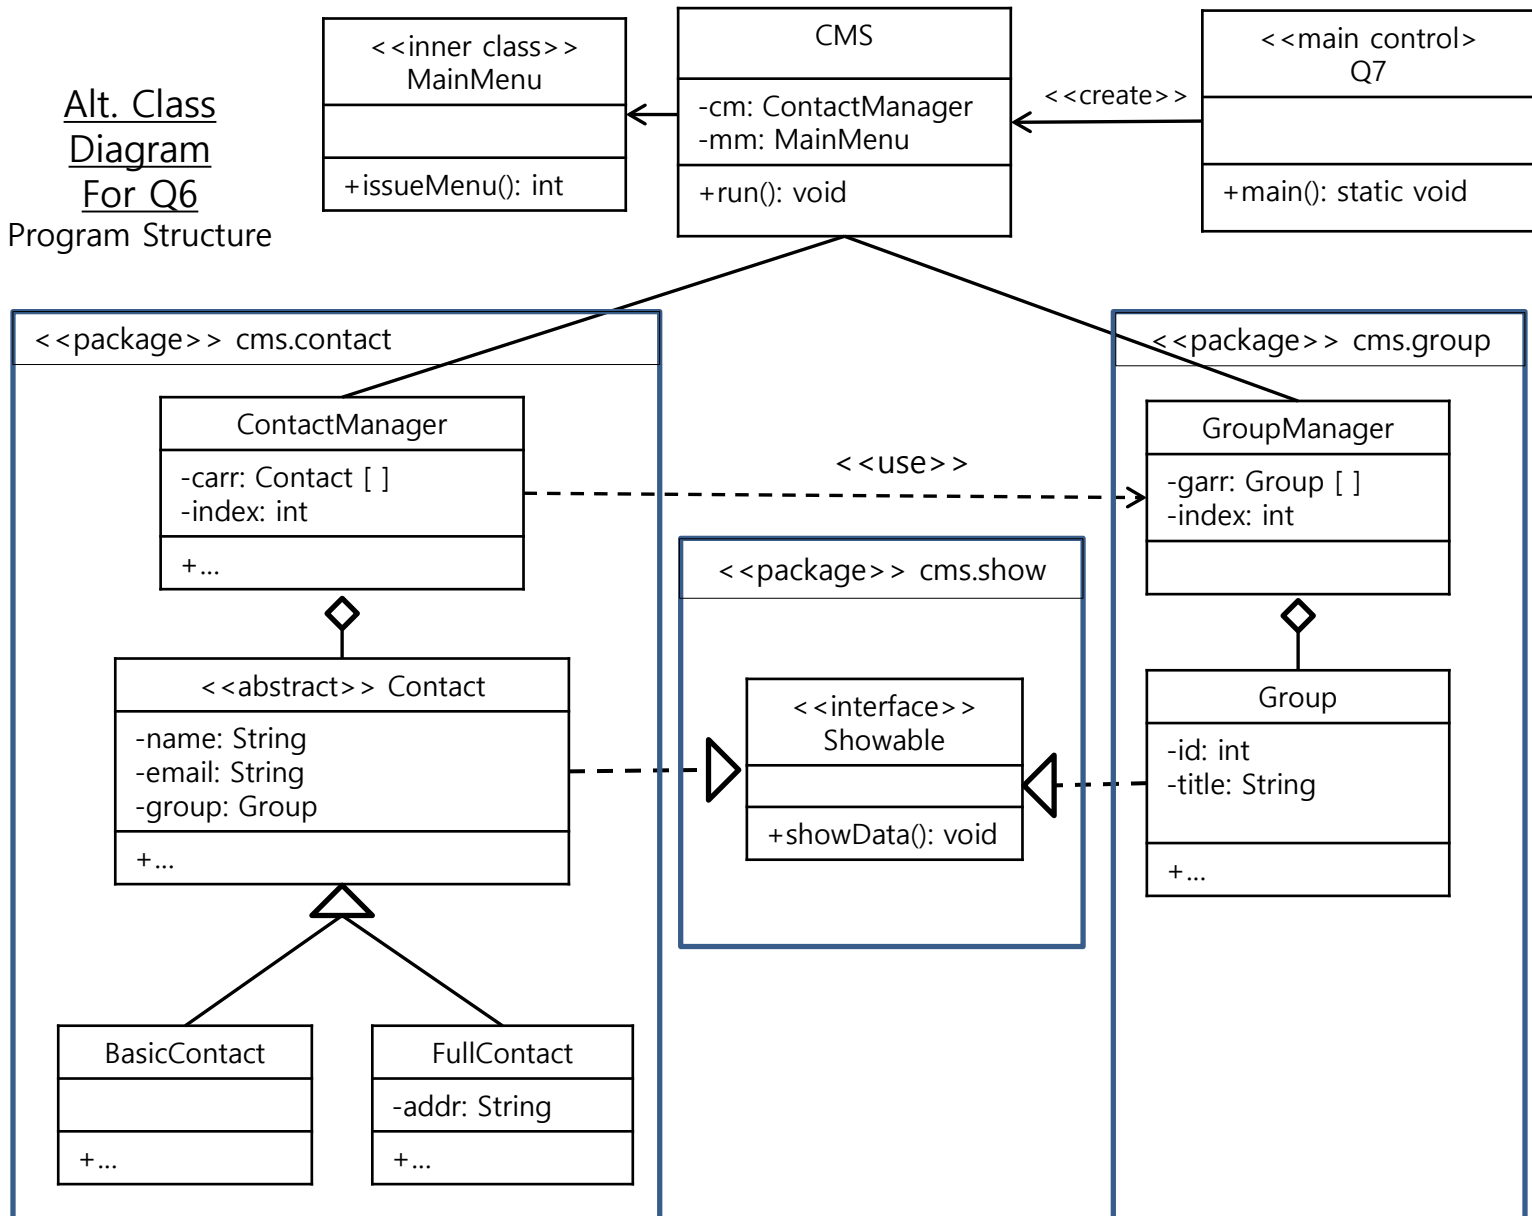 Alt. Class
Diagram
For Q6
Program Structure
<<inner class>>
MainMenu
+issueMenu(): int
CMS
-cm: ContactManager
-mm: MainMenu
+run(): void
<<create>>
<<main control>
Q7
+main(): static void
<<package>> cms.contact
ContactManager
-carr: Contact [ ]
-index: int
+...
<<abstract>> Contact
-name: String
-email: String
-group: Group
+...
BasicContact
+...
FullContact
-addr: String
+...
<<use>>
<<package>> cms.show
<<interface>>
Showable
+showData(): void
<<package>> cms.group
GroupManager
-garr: Group [ ]
-index: int
Group
-id: int
-title: String
+...